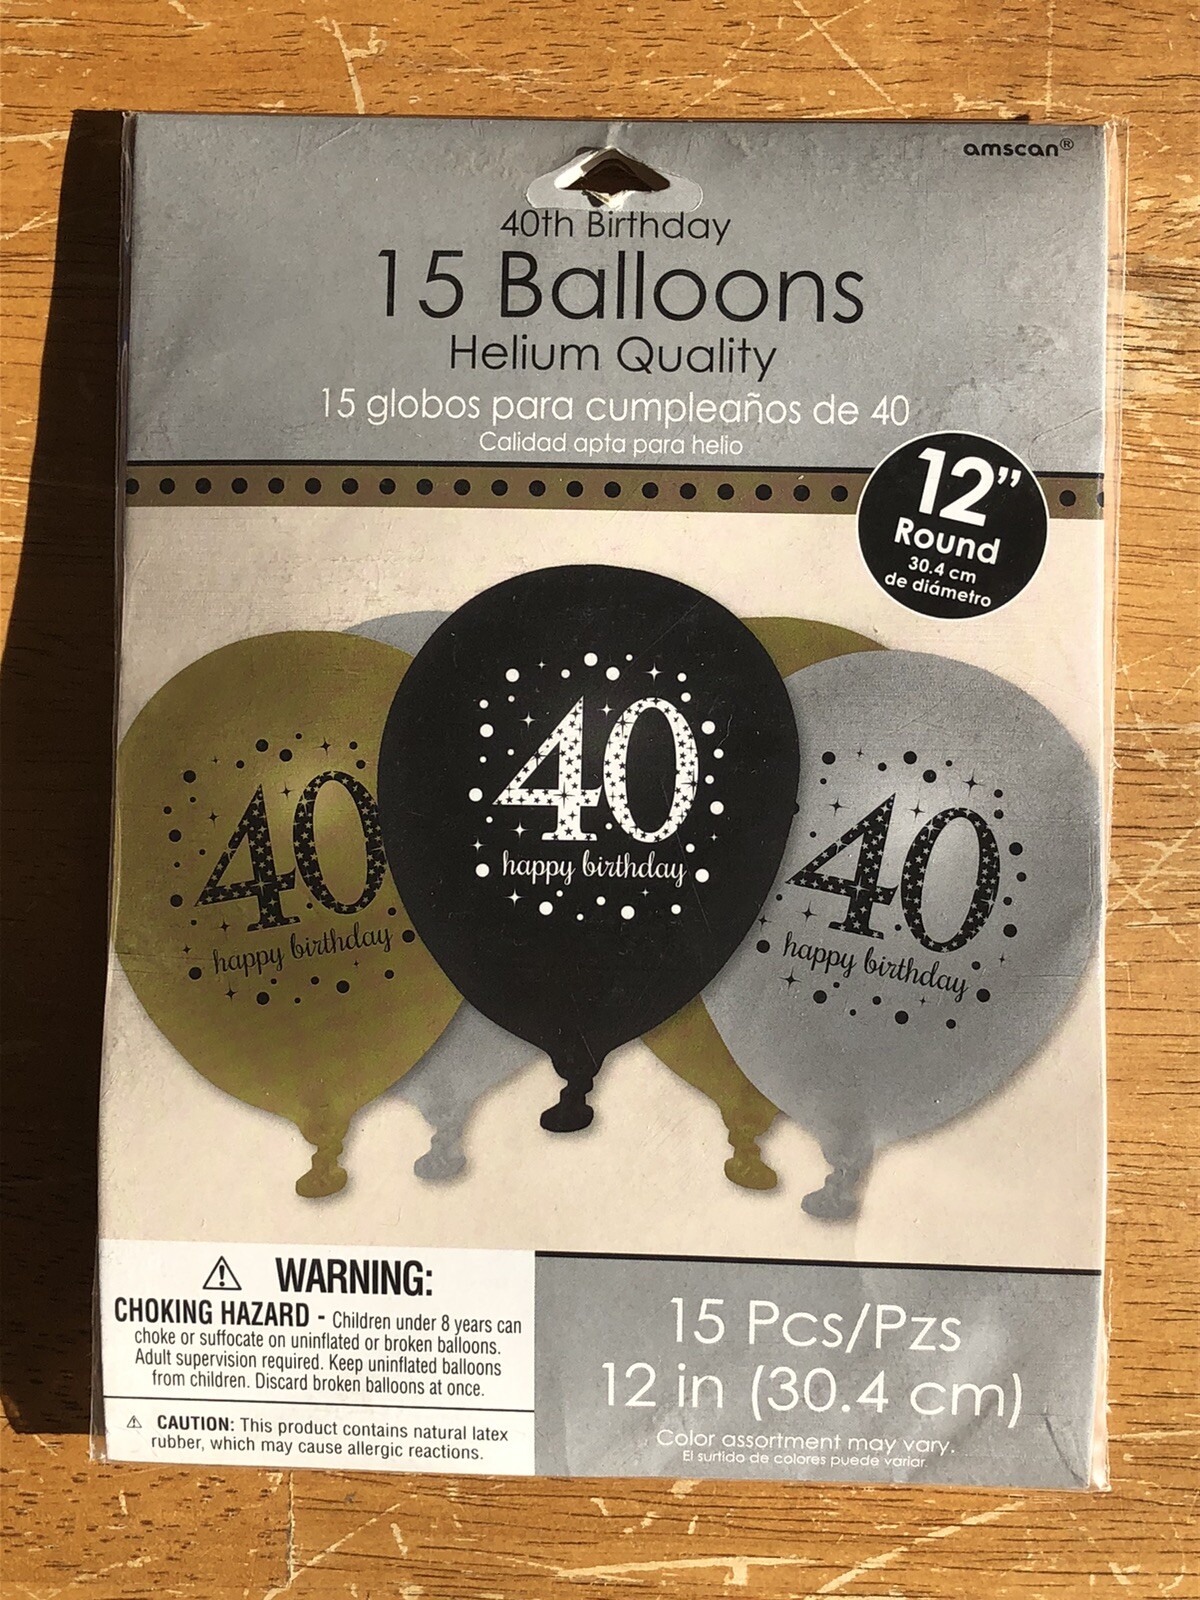 amscan®
40th Birthday
15 Balloons
Helium Quality
15 globos para cumpleaños de 40
Calidad apta para helio
12”
Round
30.4 cm
de diámetro
40
happy birthday
40
happy birthday
40
happy birthday
⚠ WARNING:
CHOKING HAZARD - Children under 8 years can
choke or suffocate on uninflated or broken balloons.
Adult supervision required. Keep uninflated balloons
from children. Discard broken balloons at once.
⚠ CAUTION: This product contains natural latex
rubber, which may cause allergic reactions.
15 Pcs/Pzs
12 in (30.4 cm)
Color assortment may vary.
El surtido de colores puede variar.